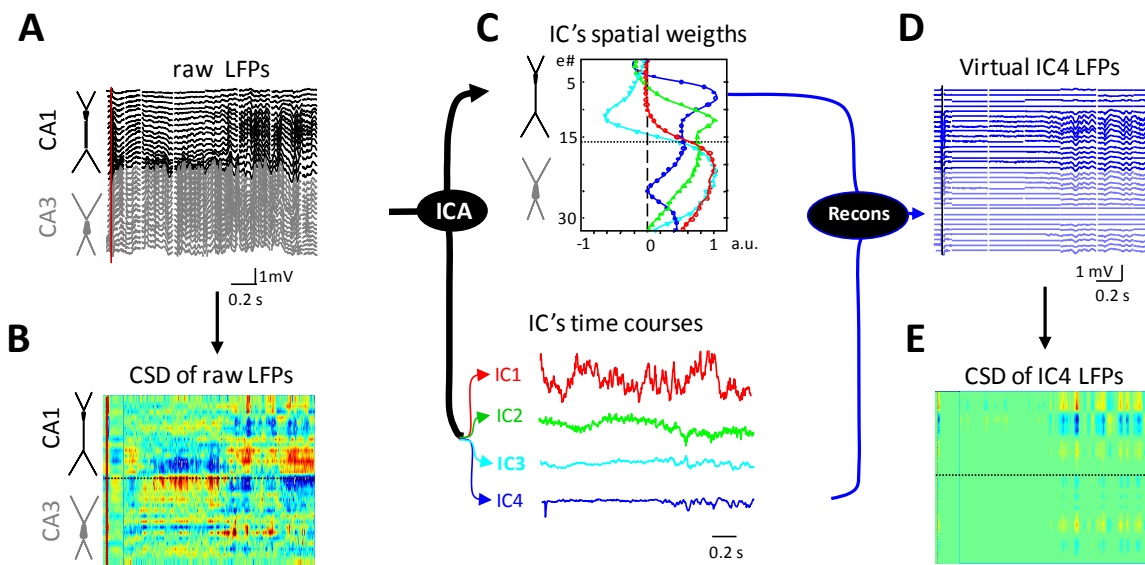 A
raw LFPs
CA1
CA3
1mV
0.2 s
B
CSD of raw LFPs
CA1
CA3
C
IC's spatial weigths
e#
5
15
30
-1
0
1
a.u.
ICA
Recons
IC's time courses
IC1
IC2
IC3
IC4
0.2 s
D
Virtual IC4 LFPs
1 mV
0.2 s
E
CSD of IC4 LFPs